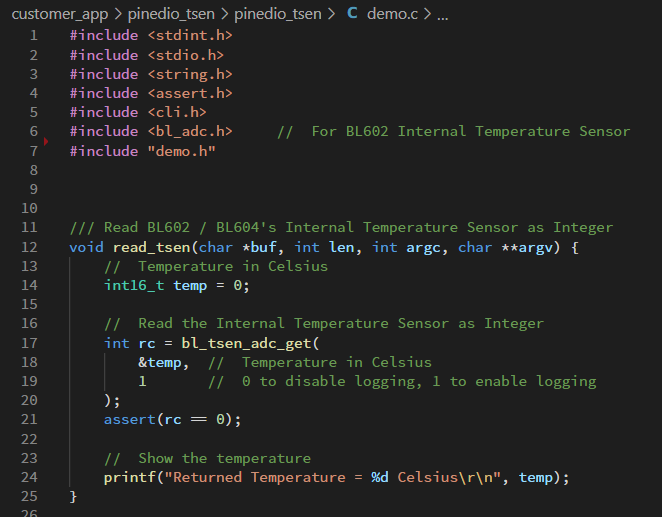 customer_app > pinedio_tsen > pinedio_tsen > C demo.c > ...
1 #include <stdint.h>
2 #include <stdio.h>
3 #include <string.h>
4 #include <assert.h>
5 #include <cli.h>
6 #include <bl_adc.h>     //  For BL602 Internal Temperature Sensor
7 #include "demo.h"
8
9
10
11 /// Read BL602 / BL604's Internal Temperature Sensor as Integer
12 void read_tsen(char *buf, int len, int argc, char **argv) {
13     //  Temperature in Celsius
14     int16_t temp = 0;
15
16     //  Read the Internal Temperature Sensor as Integer
17     int rc = bl_tsen_adc_get(
18         &temp,  //  Temperature in Celsius
19         1       //  0 to disable logging, 1 to enable logging
20     );
21     assert(rc == 0);
22
23     //  Show the temperature
24     printf("Returned Temperature = %d Celsius\r\n", temp);
25 }
26